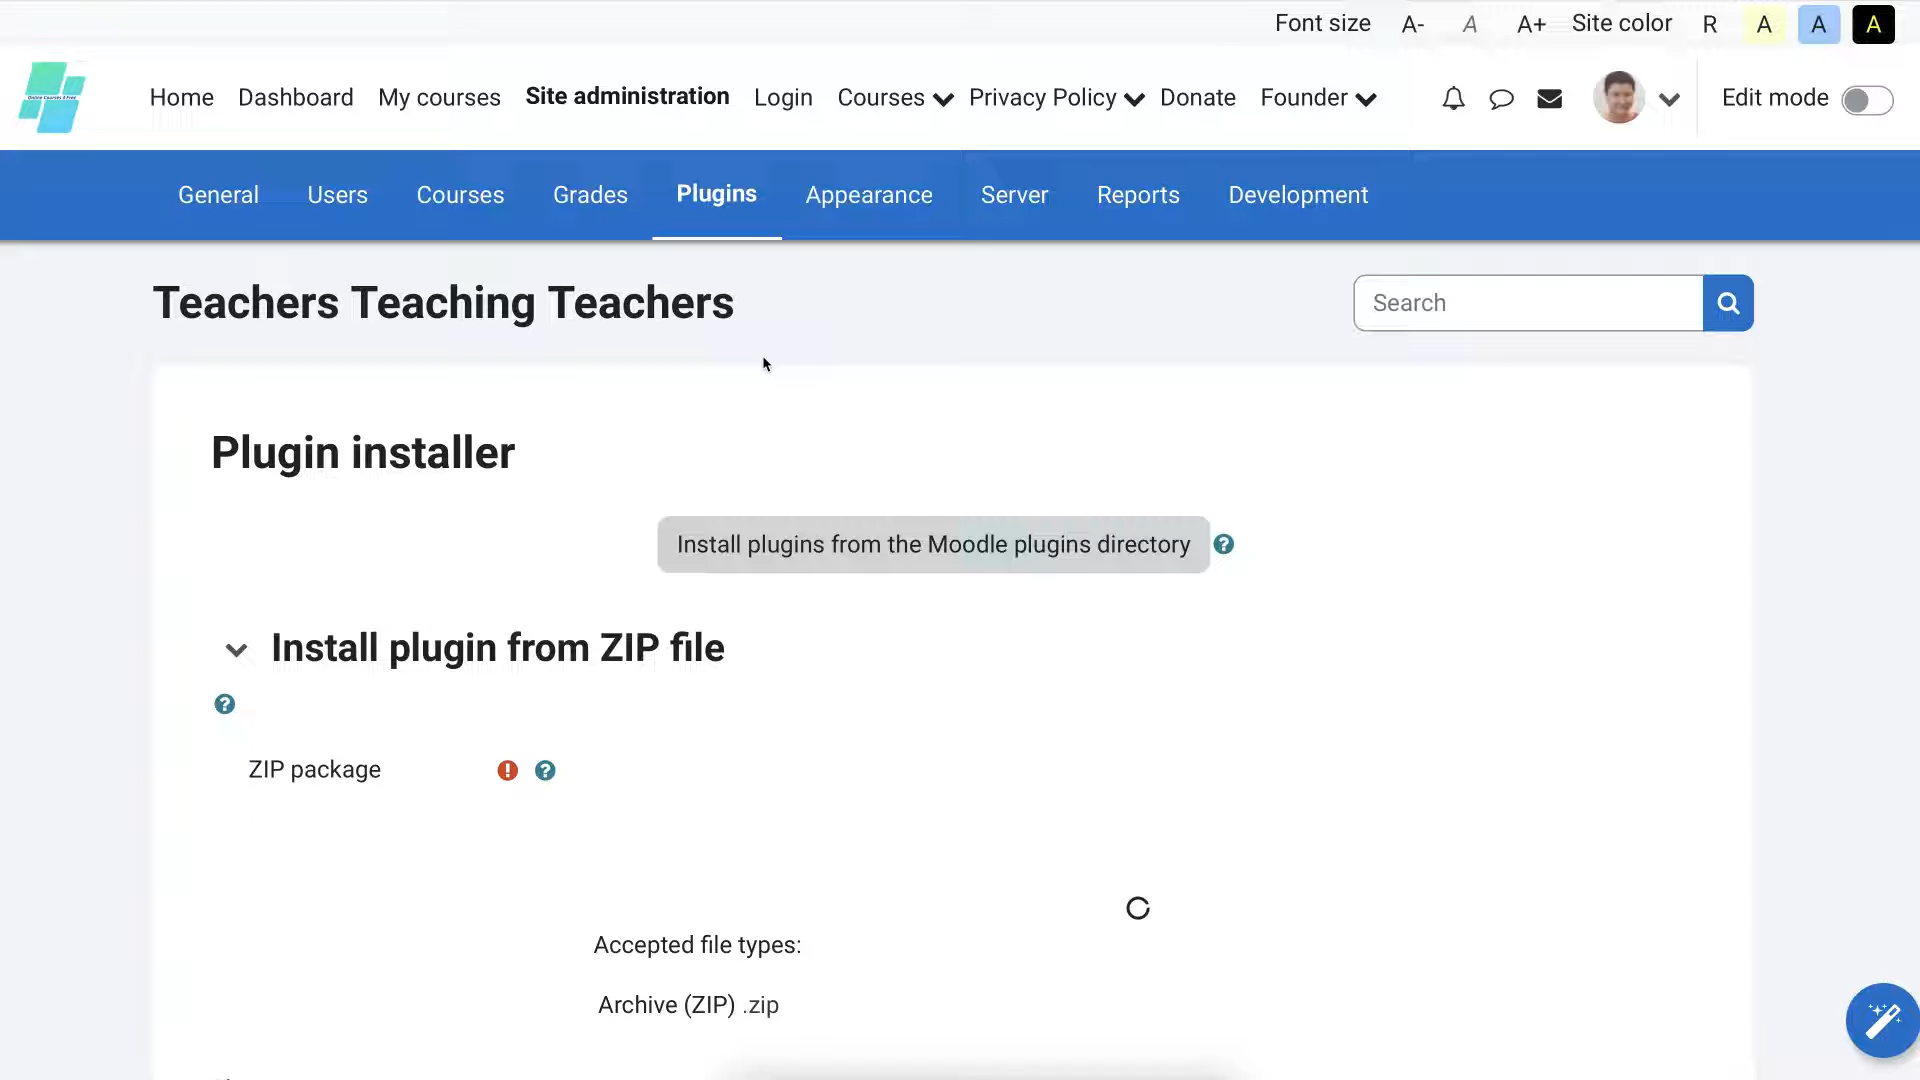 Font size A- A A+ Site color R A A A
Home Dashboard My courses Site administration Login Courses Privacy Policy Donate Founder Edit mode
General Users Courses Grades Plugins Appearance Server Reports Development
Teachers Teaching Teachers
Search
Plugin installer
Install plugins from the Moodle plugins directory
Install plugin from ZIP file
ZIP package
Accepted file types:
Archive (ZIP) .zip